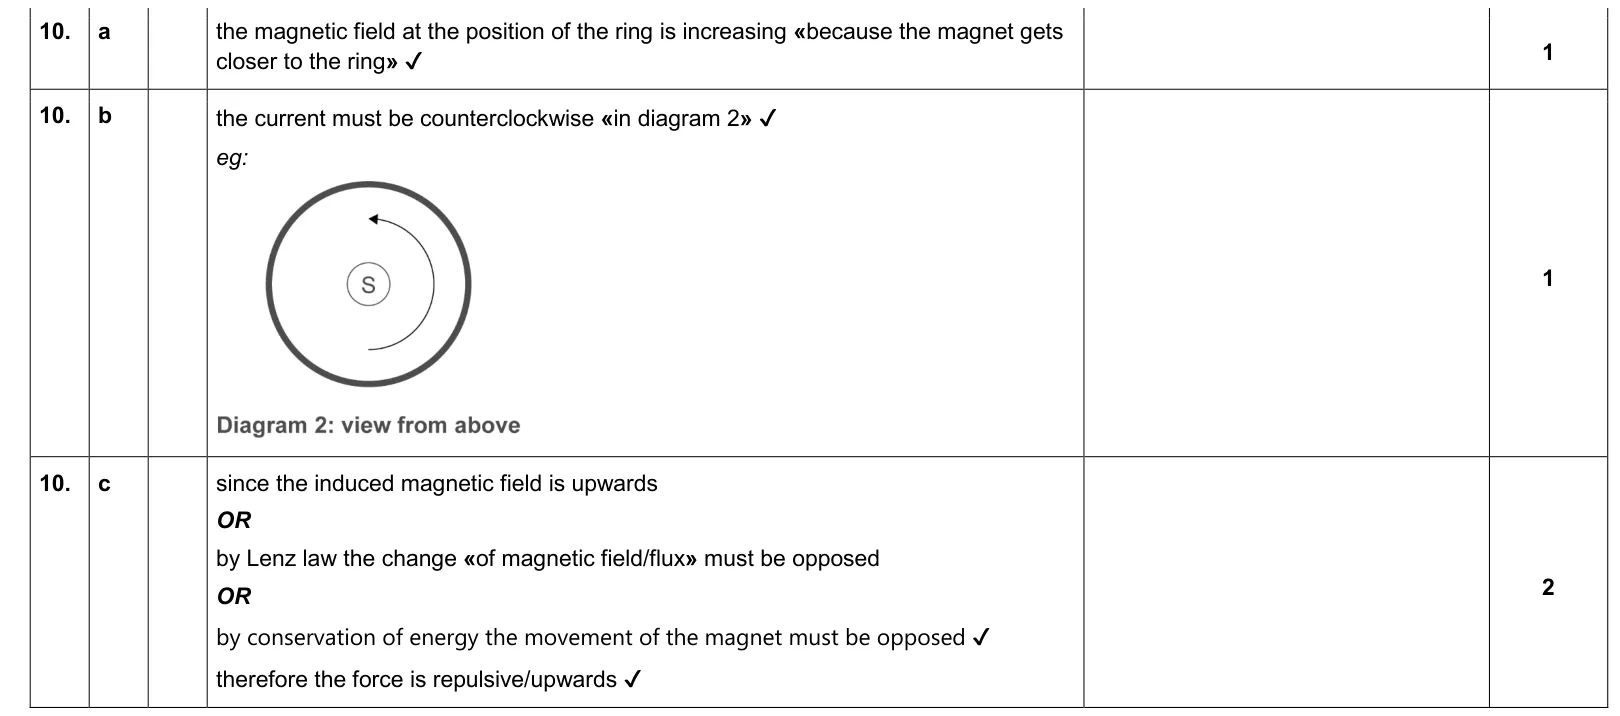 10. a the magnetic field at the position of the ring is increasing «because the magnet gets
closer to the ring» ✓ 1
10. b the current must be counterclockwise «in diagram 2» ✓
eg:
S
1
Diagram 2: view from above
10. c since the induced magnetic field is upwards
OR
by Lenz law the change «of magnetic field/flux» must be opposed
OR
2
by conservation of energy the movement of the magnet must be opposed ✓
therefore the force is repulsive/upwards ✓